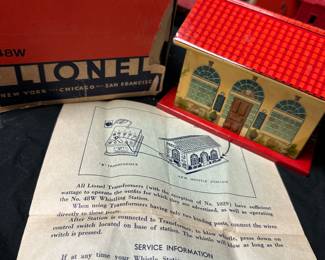 48W
LIONEL
NEW YORK · CHICAGO · SAN FRANCISCO
"R" TRANSFORMER
48W WHISTLE STATION
All Lionel Transformers (with the exception of No. 1029) have sufficient
wattage to operate the outfits for which they are advertised, as well as operating
the No. 48W Whistling Station.
When using Transformers having only two binding posts, connect the wires
directly to these posts.
After Station is connected to Transformer, to blow whistle, press down on
control switch located on base of station. The whistle will blow as long as the
switch is pressed.
SERVICE INFORMATION
If at any time your Whistle